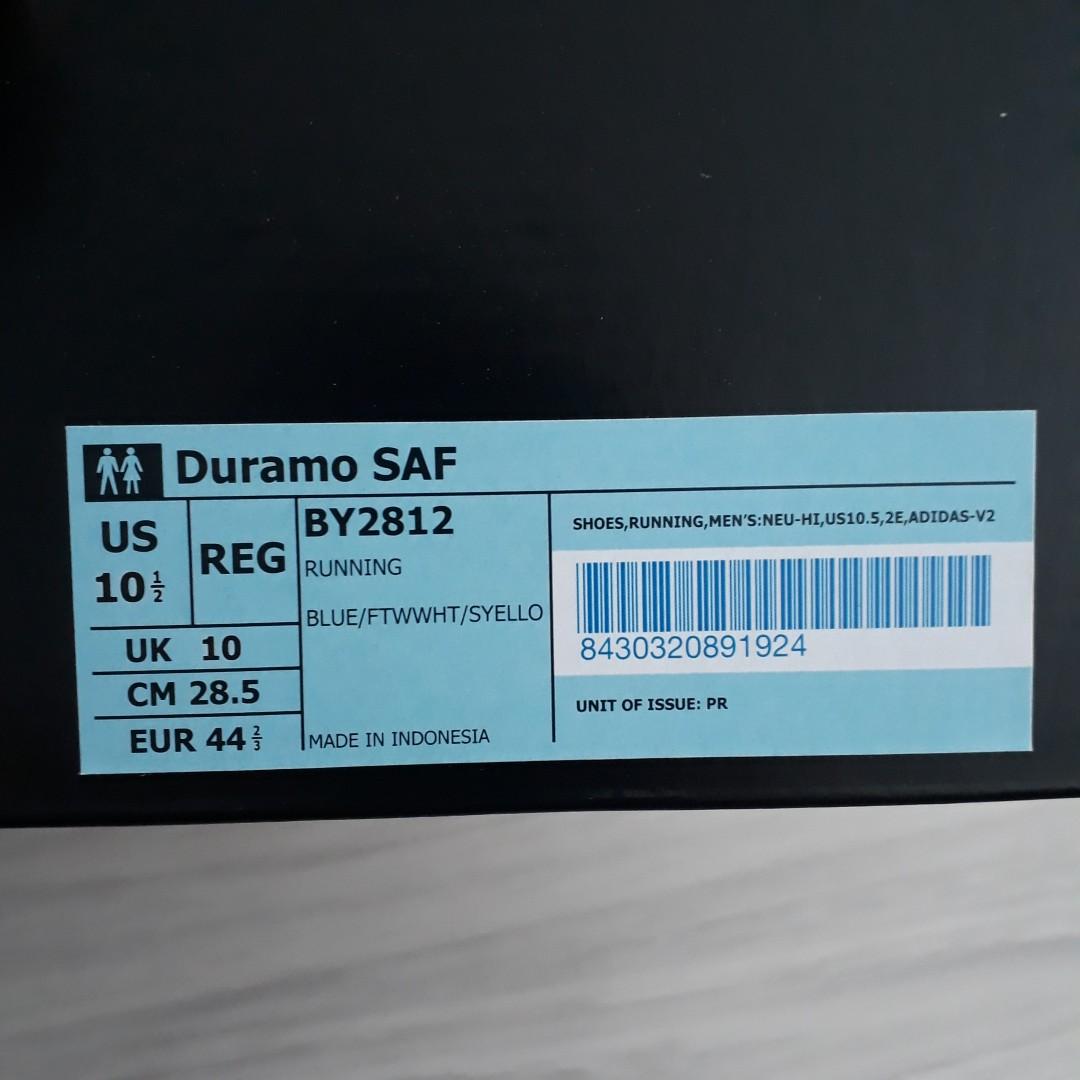 Duramo SAF
US
10½
REG
UK 10
CM 28.5
EUR 44⅔
BY2812
RUNNING
BLUE/FTWWHT/SYELLO
MADE IN INDONESIA
SHOES,RUNNING,MEN'S:NEU-HI,US10.5,2E,ADIDAS-V2
8430320891924
UNIT OF ISSUE: PR